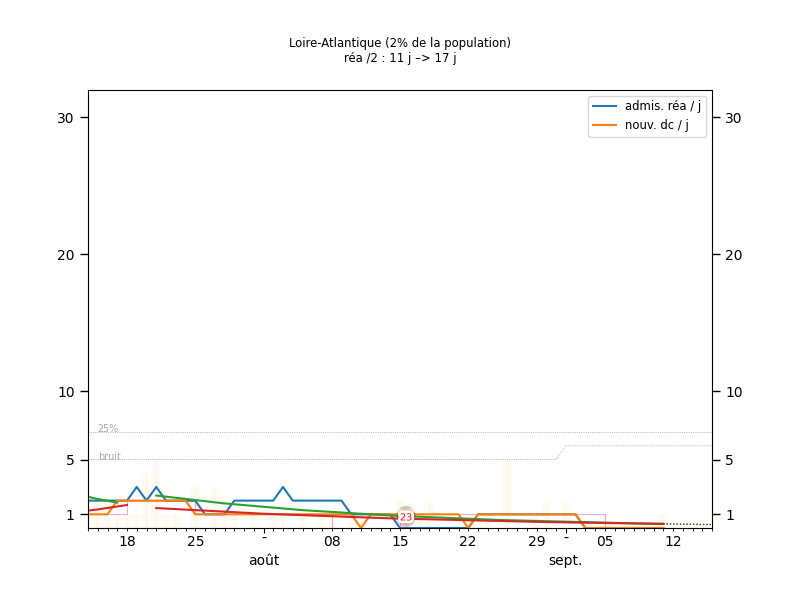 Loire-Atlantique (2% de la population)
réa /2 : 11 j –> 17 j
admis. réa / j
nouv. dc / j
30 30
20 20
10 10
25%
bruit
5 5
1 1
23
18 25 - 08 15 22 29 - 05 12
août sept.